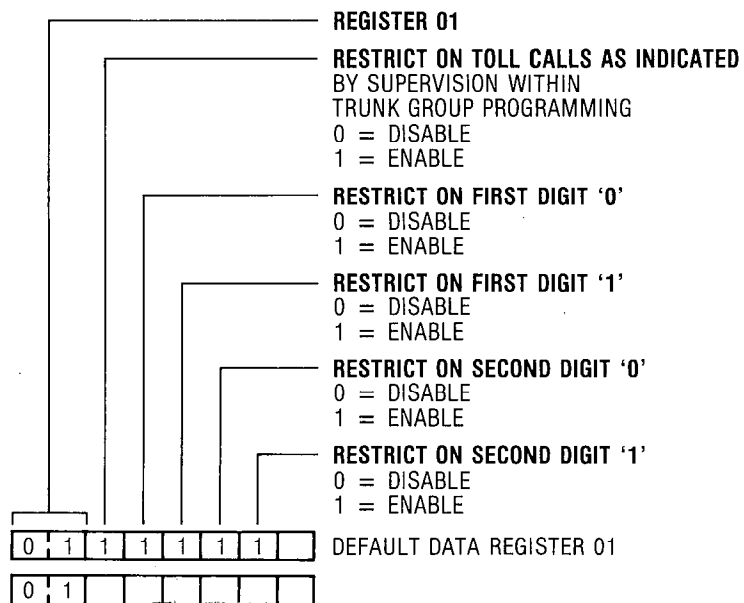 REGISTER 01
RESTRICT ON TOLL CALLS AS INDICATED
BY SUPERVISION WITHIN
TRUNK GROUP PROGRAMMING
0 = DISABLE
1 = ENABLE
RESTRICT ON FIRST DIGIT ‘0’
0 = DISABLE
1 = ENABLE
RESTRICT ON FIRST DIGIT ‘1’
0 = DISABLE
1 = ENABLE
RESTRICT ON SECOND DIGIT ‘0’
0 = DISABLE
1 = ENABLE
RESTRICT ON SECOND DIGIT ‘1’
0 = DISABLE
1 = ENABLE
0 1 1 1 1 1 1 DEFAULT DATA REGISTER 01
0 1